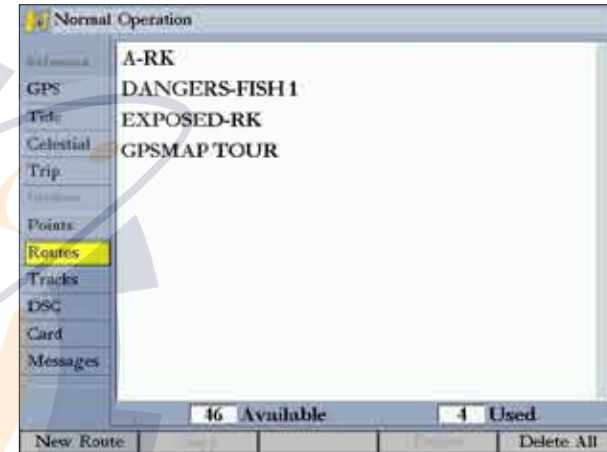 Normal Operation
Reference
GPS
Tide
Celestial
Trip
Points
Routes
Tracks
DSC
Card
Messages
A-RK
DANGERS-FISH 1
EXPOSED-RK
GPSMAP TOUR
46 Available
4 Used
New Route
Delete All